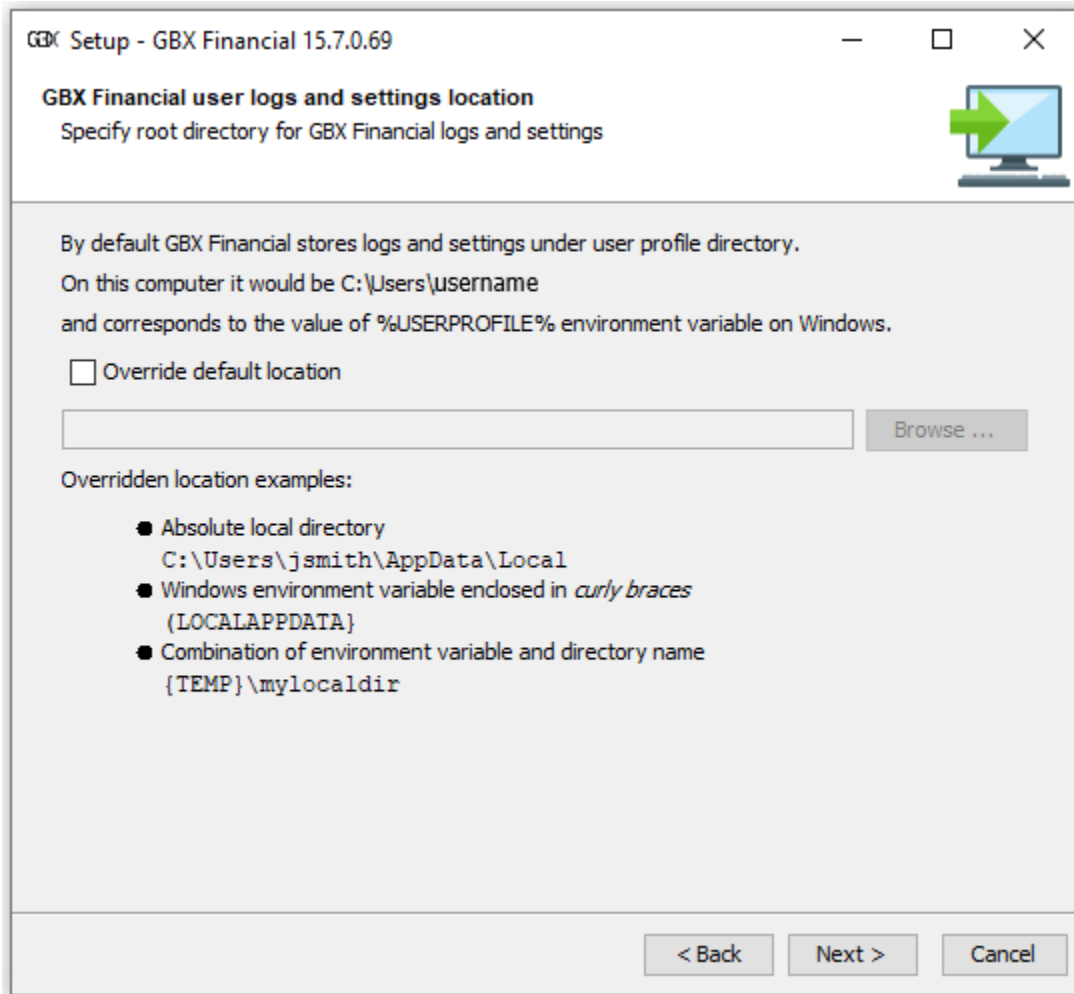 GBX Setup - GBX Financial 15.7.0.69
GBX Financial user logs and settings location
Specify root directory for GBX Financial logs and settings
By default GBX Financial stores logs and settings under user profile directory.
On this computer it would be C:\Users\username
and corresponds to the value of %USERPROFILE% environment variable on Windows.
Override default location
Browse ...
Overridden location examples:
Absolute local directory
C:\Users\jsmith\AppData\Local
Windows environment variable enclosed in curly braces
(LOCALAPPDATA}
Combination of environment variable and directory name
{TEMP}\mylocaldir
< Back Next > Cancel